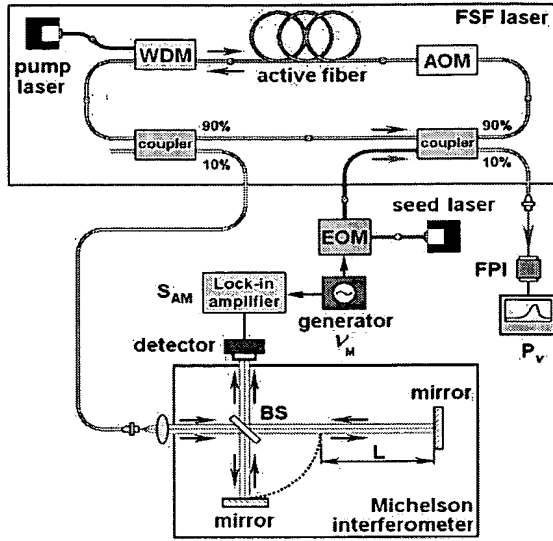 FSF laser
pump
laser
WDM
active fiber
AOM
90%
90%
coupler
coupler
10%
10%
seed laser
EOM
FPI
S_AM
Lock-in
amplifier
generator
ν_M
P_ν
detector
BS
mirror
L
mirror
Michelson
interferometer